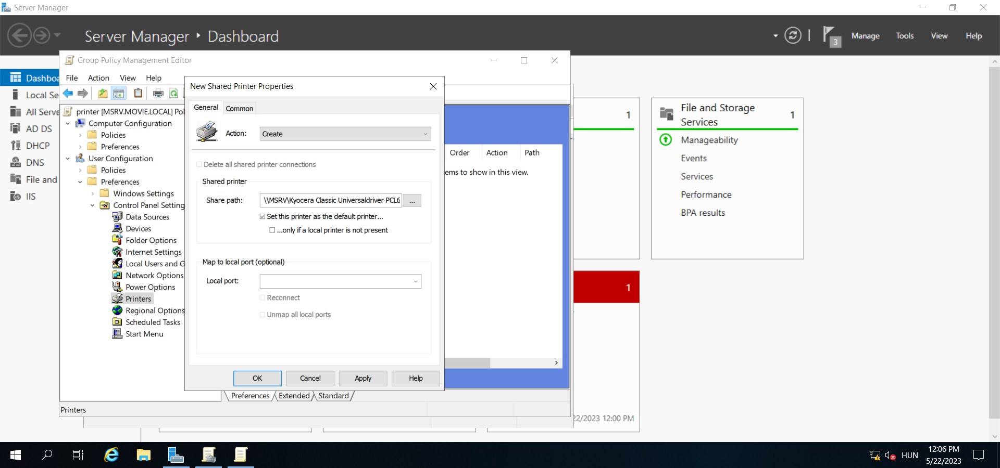 Server Manager
Server Manager ‣ Dashboard
3
Manage
Tools
View
Help
Dashboa
Local Se
All Serve
AD DS
DHCP
DNS
File and
IIS
Group Policy Management Editor
File
Action
View
Help
printer [MSRV.MOVIE.LOCAL] Pol
Computer Configuration
Policies
Preferences
User Configuration
Policies
Preferences
Windows Settings
Control Panel Setting
Data Sources
Devices
Folder Options
Internet Settings
Local Users and G
Network Options
Power Options
Printers
Regional Options
Scheduled Tasks
Start Menu
New Shared Printer Properties
General
Common
Action:
Create
Delete all shared printer connections
Shared printer
Share path:
\\MSRV\Kyocera Classic Universaldriver PCL6
...
Set this printer as the default printer...
...only if a local printer is not present
Map to local port (optional)
Local port:
Reconnect
Unmap all local ports
OK
Cancel
Apply
Help
Order
Action
Path
ems to show in this view.
Preferences
Extended
Standard
Printers
1
File and Storage
Services
1
Manageability
Events
Services
Performance
BPA results
1
22/2023 12:00 PM
HUN
12:06 PM
5/22/2023